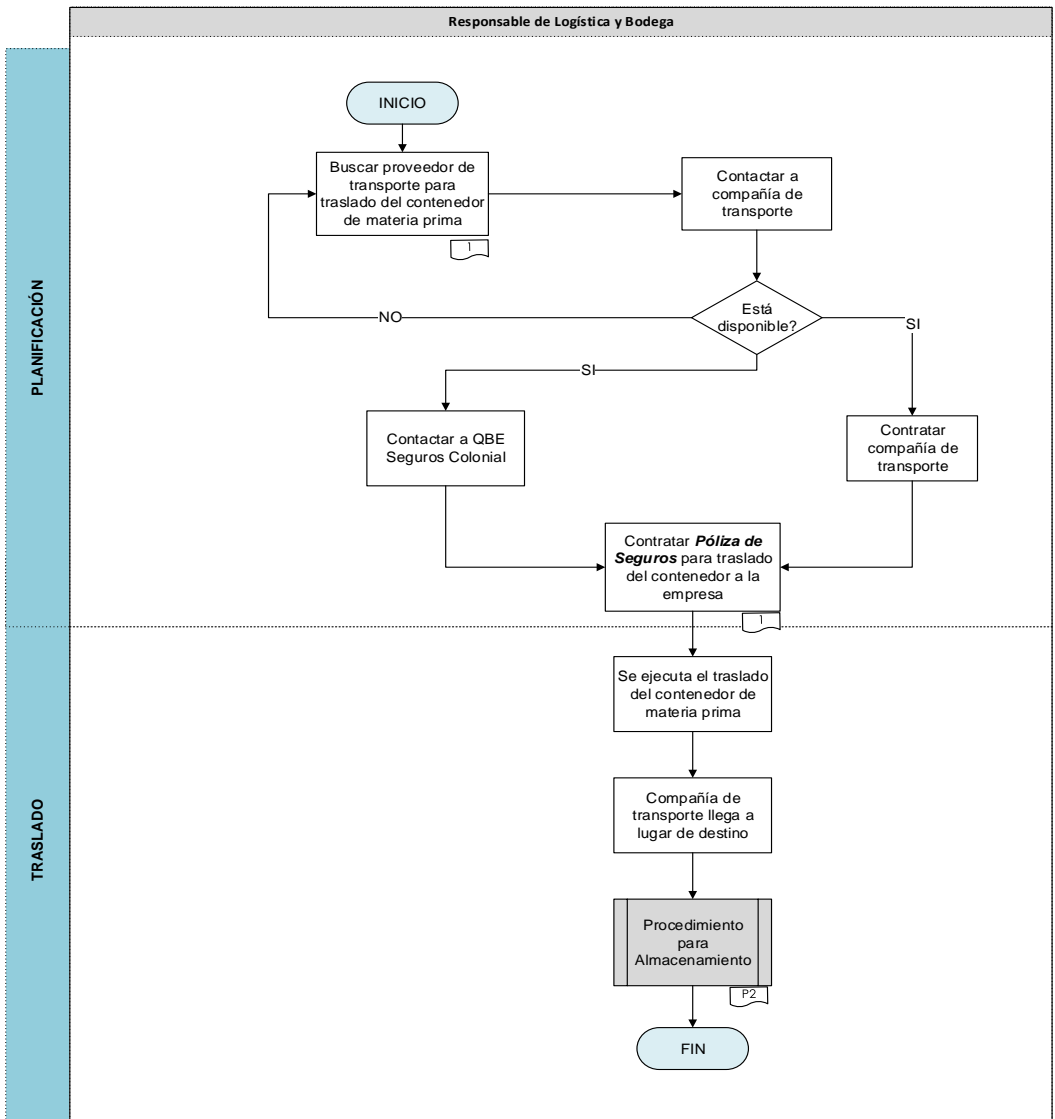 Responsable de Logística y Bodega
PLANIFICACIÓN
INICIO
Buscar proveedor de
transporte para
traslado del contenedor
de materia prima
1
Contactar a
compañía de
transporte
Está
disponible?
NO
SI
SI
Contactar a QBE
Seguros Colonial
Contratar
compañía de
transporte
Contratar Póliza de
Seguros para traslado
del contenedor a la
empresa
1
TRASLADO
Se ejecuta el traslado
del contenedor de
materia prima
Compañía de
transporte llega a
lugar de destino
Procedimiento
para
Almacenamiento
P2
FIN